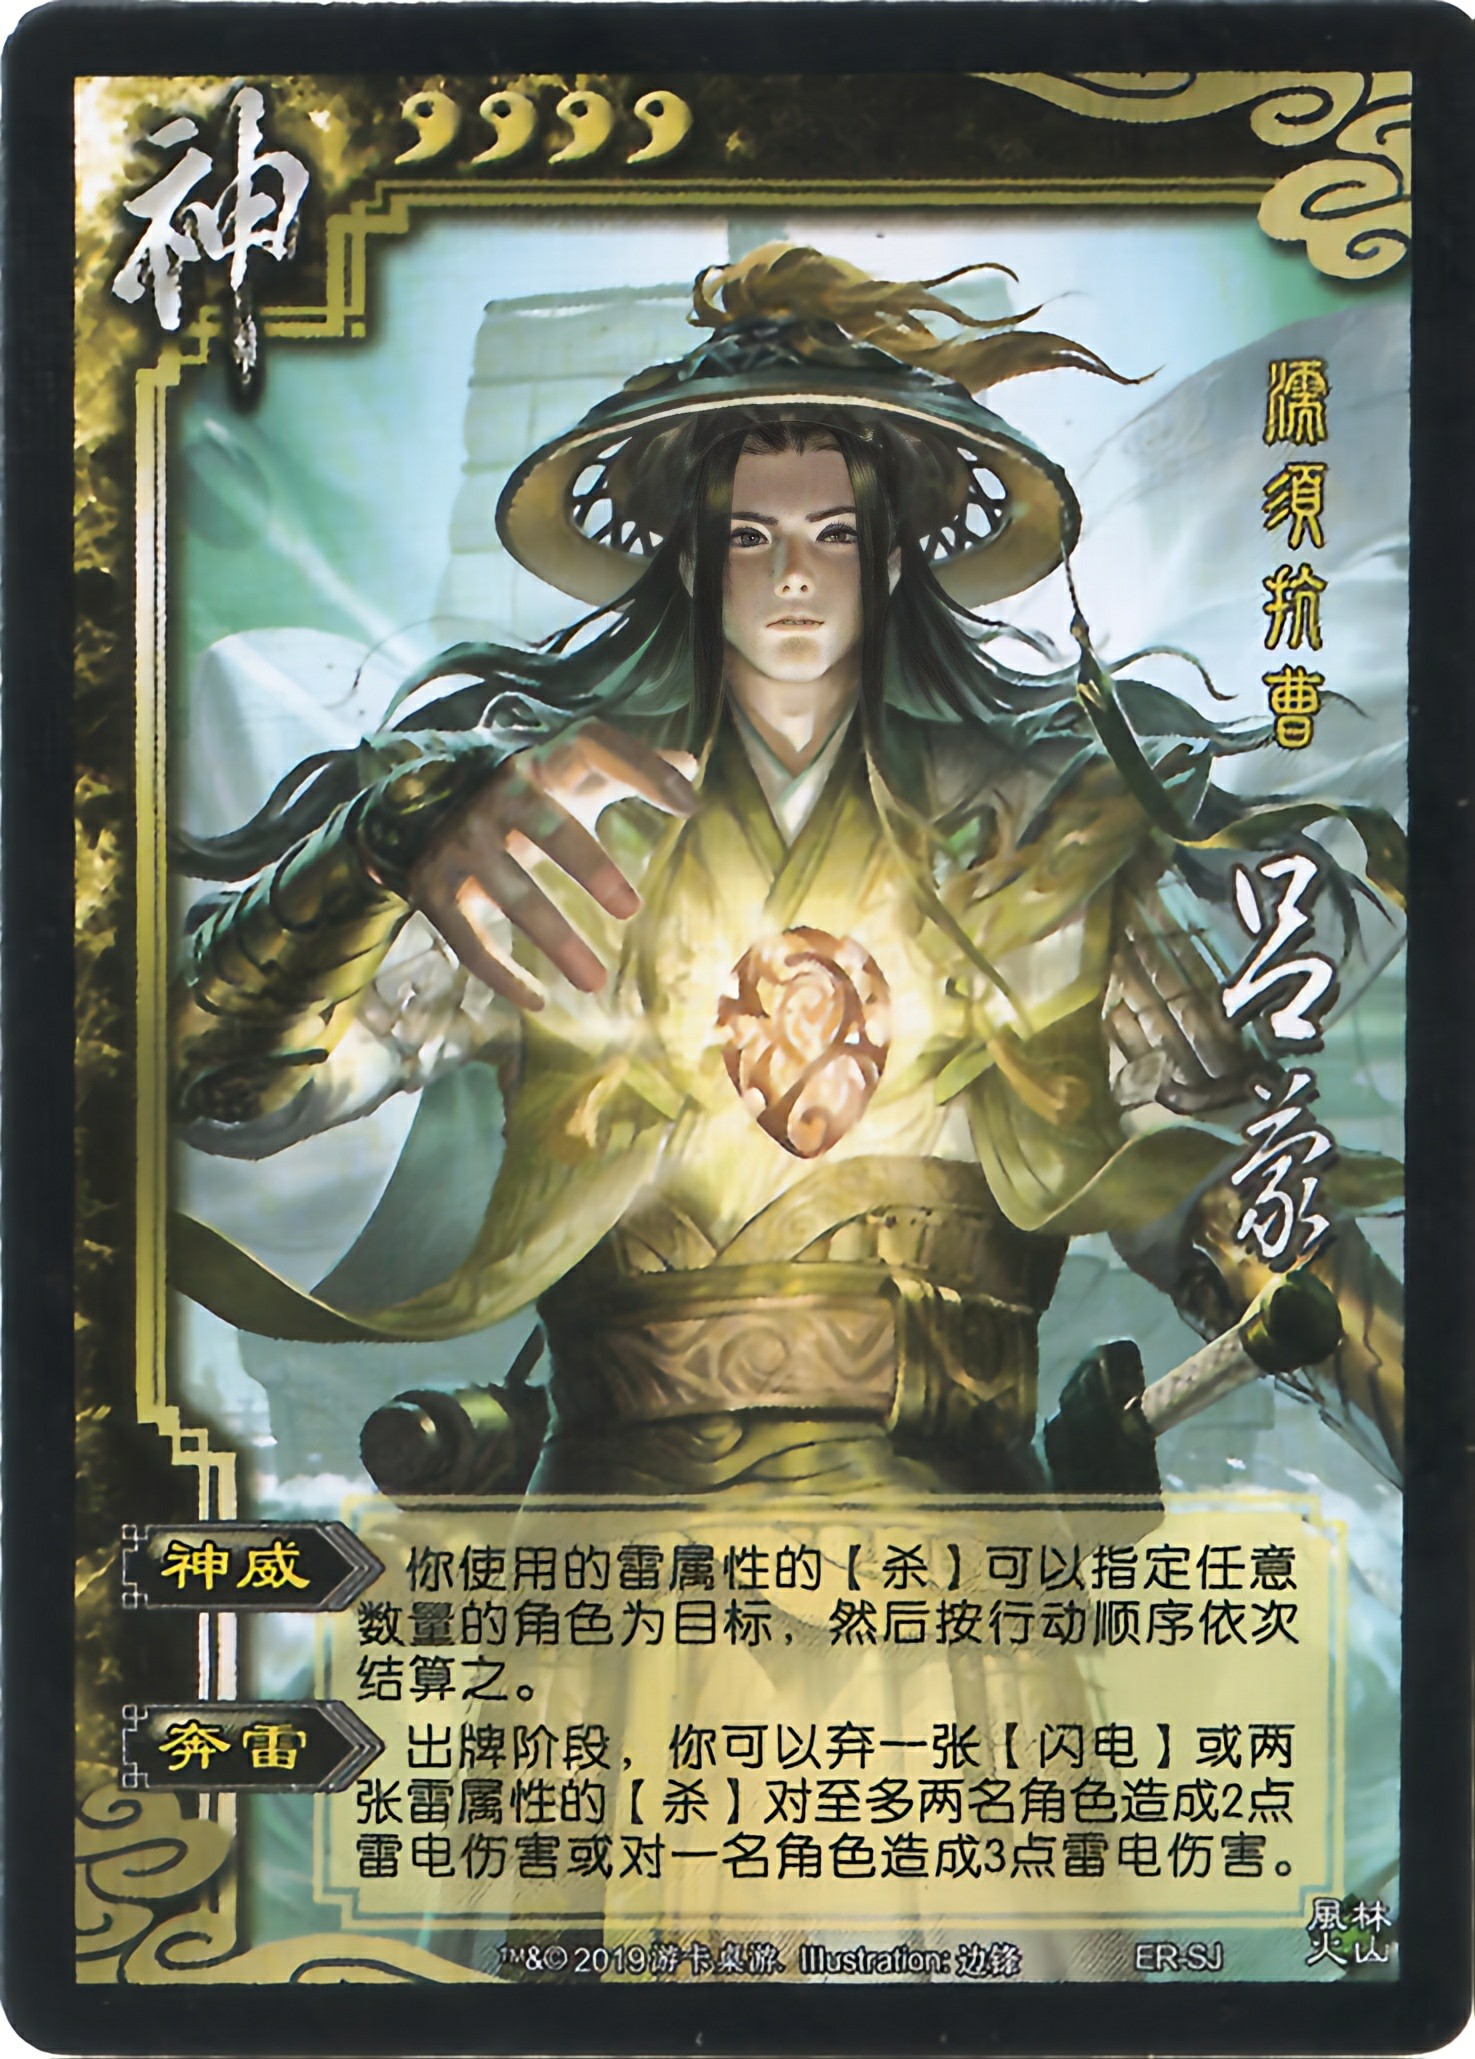 神
濡须抗曹
吕蒙
神威
你使用的雷属性的【杀】可以指定任意
数量的角色为目标，然后按行动顺序依次
结算之。
奔雷
出牌阶段，你可以弃一张【闪电】或两
张雷属性的【杀】对至多两名角色造成2点
雷电伤害或对一名角色造成3点雷电伤害。
™&©2019游卡桌游 Illustration:边锋
ER-SJ
風林
火山